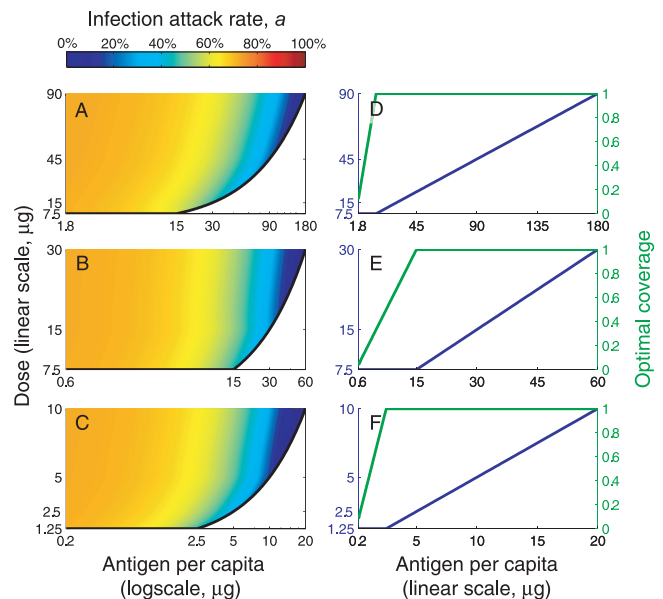 Infection attack rate, a
0% 20% 40% 60% 80% 100%
A
90
45
15
7.5
1.8 15 30 90 180
D
90
45
15
7.5
1.8 45 90 135 180
1
0.8
0.6
0.4
0.2
0
B
30
15
7.5
0.6 15 30 60
E
30
15
7.5
0.6 15 30 45 60
1
0.8
0.6
0.4
0.2
0
C
10
5
2.5
1.25
0.2 2.5 5 10 20
F
10
5
2.5
1.25
0.2 5 10 15 20
1
0.8
0.6
0.4
0.2
0
Dose (linear scale, µg)
Optimal coverage
Antigen per capita
(logscale, µg)
Antigen per capita
(linear scale, µg)